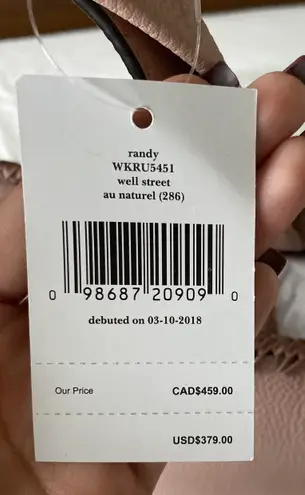 randy
WKRU5451
well street
au naturel (286)
0 98687 20909 0
debuted on 03-10-2018
Our Price CAD$459.00
USD$379.00